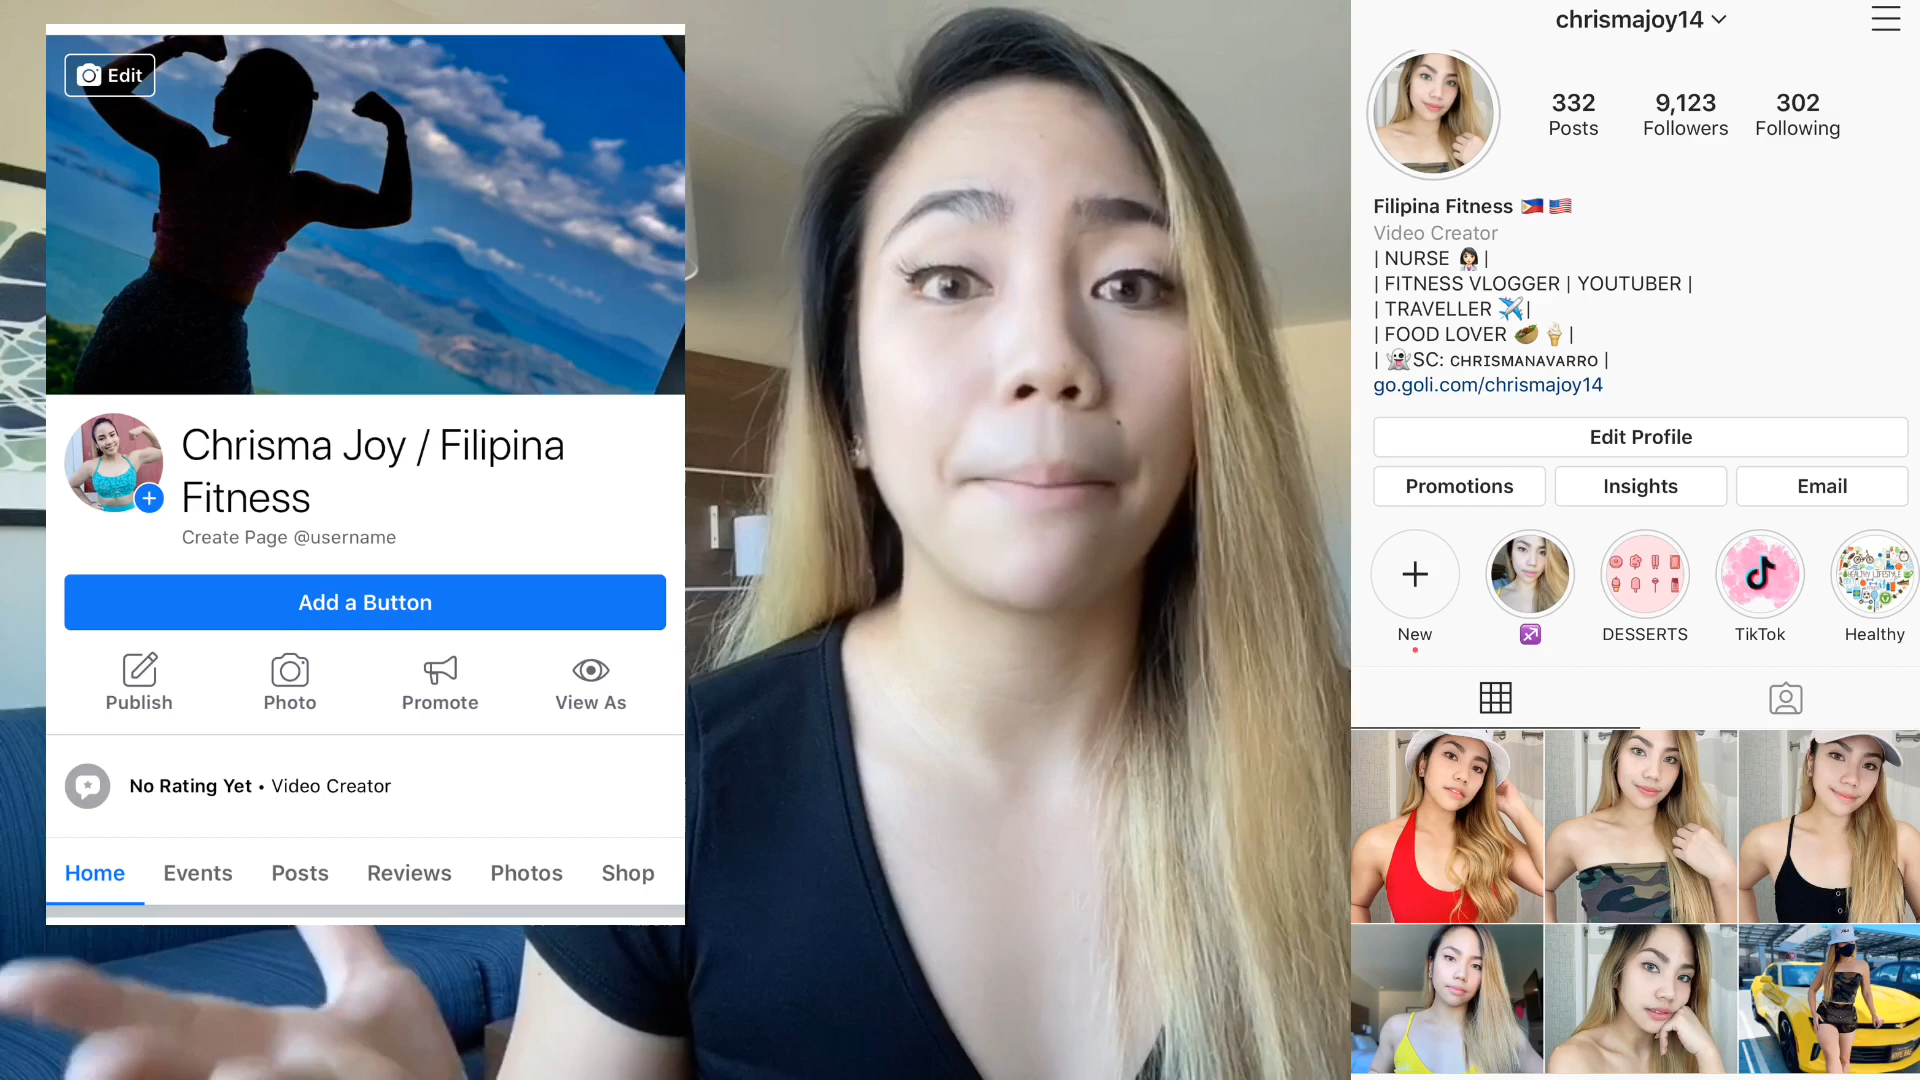 Edit
Chrisma Joy / Filipina
Fitness
Create Page @username
Add a Button
Publish
Photo
Promote
View As
No Rating Yet • Video Creator
Home
Events
Posts
Reviews
Photos
Shop
chrismajoy14
332
9,123
302
Posts
Followers
Following
Filipina Fitness 🇵🇭 🇺🇸
Video Creator
| NURSE 👩🏻‍⚕️ |
| FITNESS VLOGGER | YOUTUBER |
| TRAVELLER ✈️ |
| FOOD LOVER 🥙 🍦 |
| 👻SC: ᴄʜʀɪsᴍᴀɴᴀᴠᴀʀʀᴏ |
go.goli.com/chrismajoy14
Edit Profile
Promotions
Insights
Email
HEALTHY LIFESTYLE
New
♐
DESSERTS
TikTok
Healthy